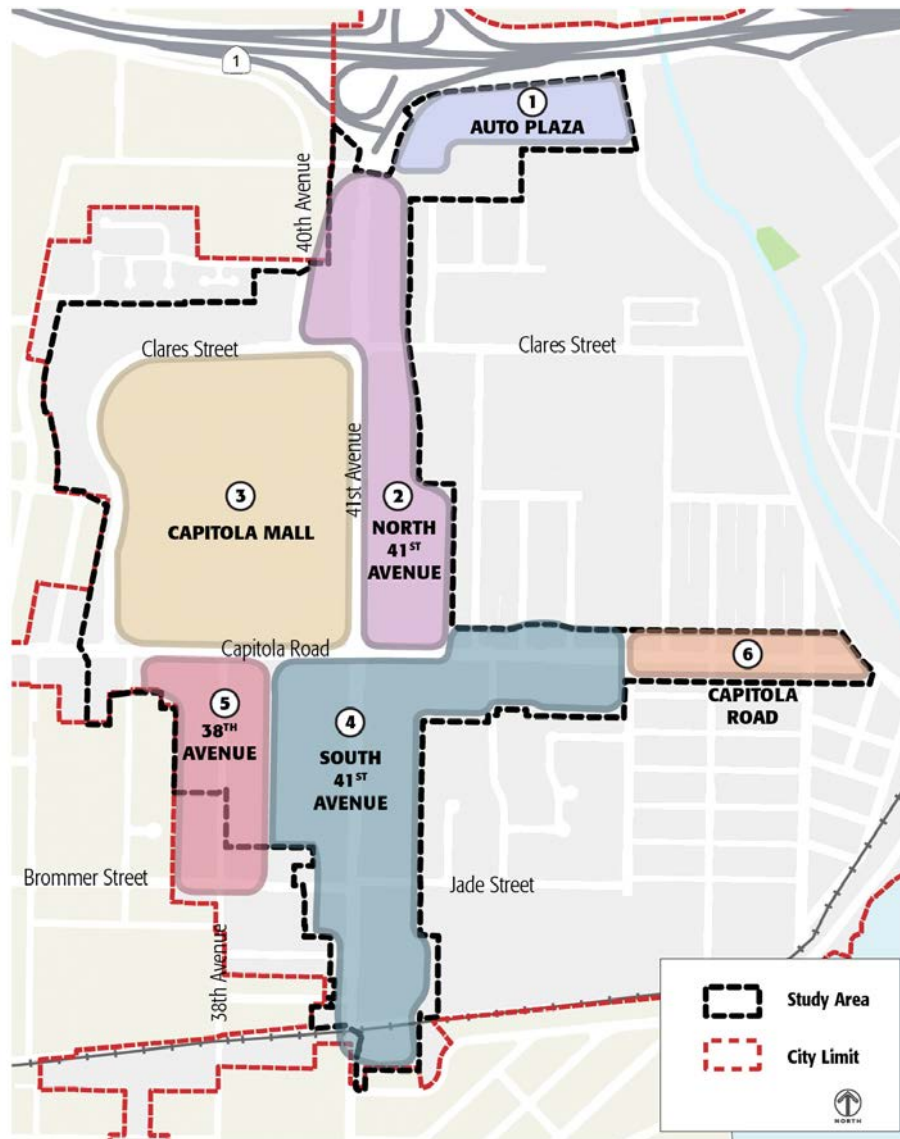 1
1
AUTO PLAZA
40th Avenue
Clares Street
Clares Street
41st Avenue
3
CAPITOLA MALL
2
NORTH
41ST
AVENUE
Capitola Road
6
CAPITOLA
ROAD
5
38TH
AVENUE
4
SOUTH
41ST
AVENUE
Brommer Street
Jade Street
38th Avenue
Study Area
City Limit
NORTH